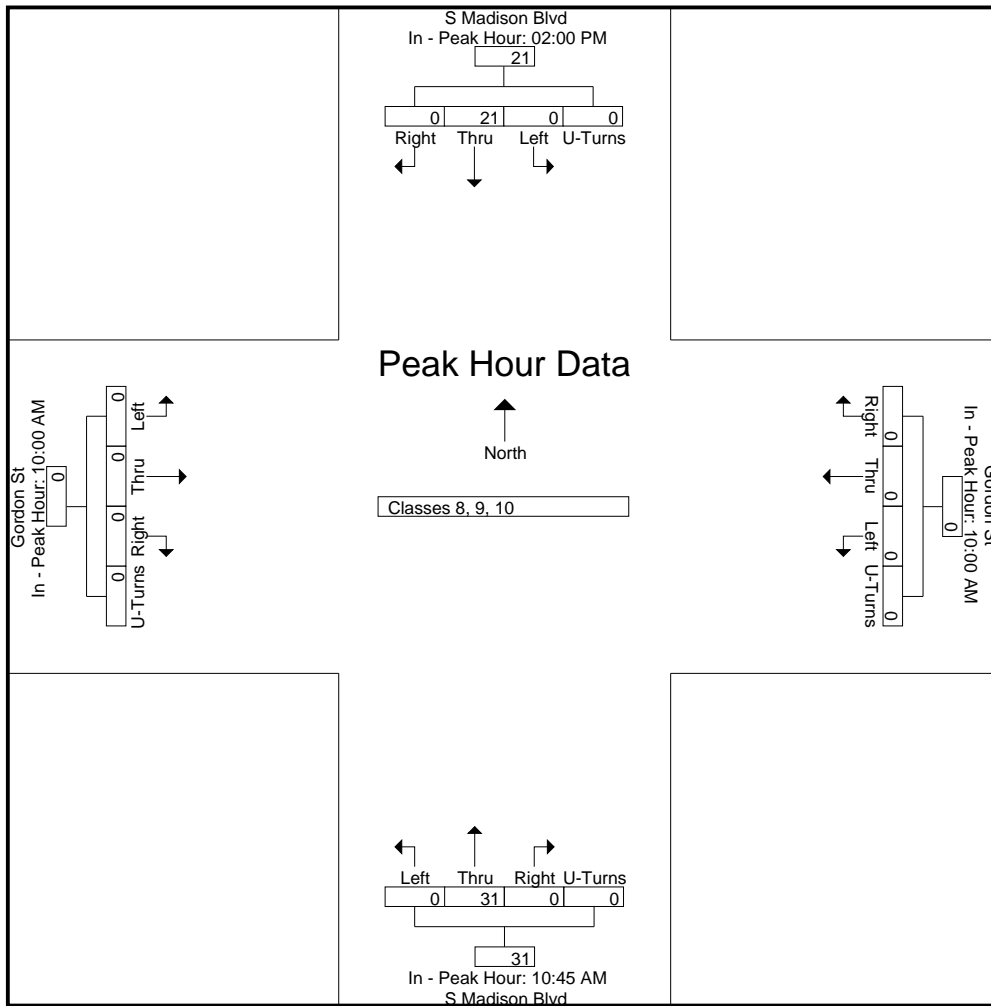 S Madison Blvd
In - Peak Hour: 02:00 PM
21
0 21 0 0
Right Thru Left U-Turns
Peak Hour Data
North
Classes 8, 9, 10
Gordon St
In - Peak Hour: 10:00 AM
0
0 0 0 0
Left Thru Right U-Turns
Gordon St
In - Peak Hour: 10:00 AM
0
0 0 0 0
Right Thru Left U-Turns
Left Thru Right U-Turns
0 31 0 0
31
In - Peak Hour: 10:45 AM
S Madison Blvd